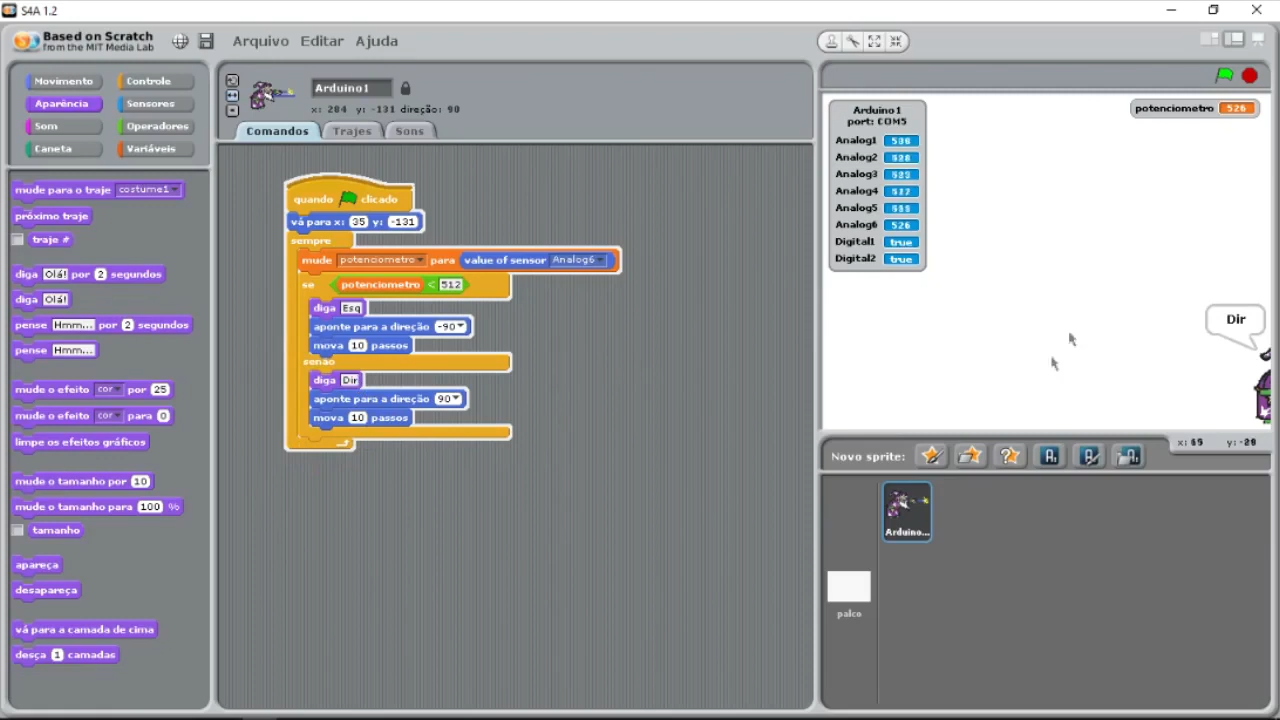 S4A 1.2
Based on Scratch
from the MIT Media Lab
Arquivo Editar Ajuda
Movimento Controle
Aparência Sensores
Som Operadores
Caneta Variáveis
mude para o traje costume1
próximo traje
traje #
diga Olá! por 2 segundos
diga Olá!
pense Hmm... por 2 segundos
pense Hmm...
mude o efeito cor por 25
mude o efeito cor para 0
limpe os efeitos gráficos
mude o tamanho por 10
mude o tamanho para 100 %
tamanho
apareça
desapareça
vá para a camada de cima
desça 1 camadas
Arduino1
x: 284 y: -131 direção: 90
Comandos Trajes Sons
quando clicado
vá para x: 35 y: -131
sempre
mude potenciometro para value of sensor Analog6
se potenciometro < 512
diga Esq
aponte para a direção -90
mova 10 passos
senão
diga Dir
aponte para a direção 90
mova 10 passos
Arduino1
port: COM5
Analog1
Analog2
Analog3
Analog4
Analog5
Analog6 526
Digital1 true
Digital2 true
potenciometro 526
Dir
x: 65 y: -20
Novo sprite:
Arduino...
palco